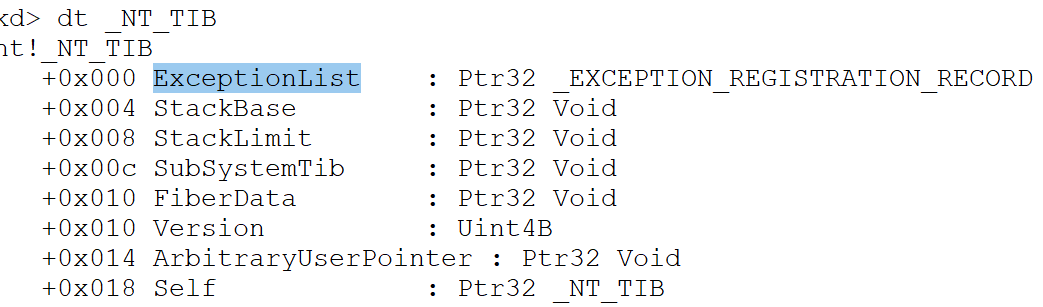 kd> dt _NT_TIB
nt!_NT_TIB
+0x000 ExceptionList : Ptr32 _EXCEPTION_REGISTRATION_RECORD
+0x004 StackBase : Ptr32 Void
+0x008 StackLimit : Ptr32 Void
+0x00c SubSystemTib : Ptr32 Void
+0x010 FiberData : Ptr32 Void
+0x010 Version : Uint4B
+0x014 ArbitraryUserPointer : Ptr32 Void
+0x018 Self : Ptr32 _NT_TIB